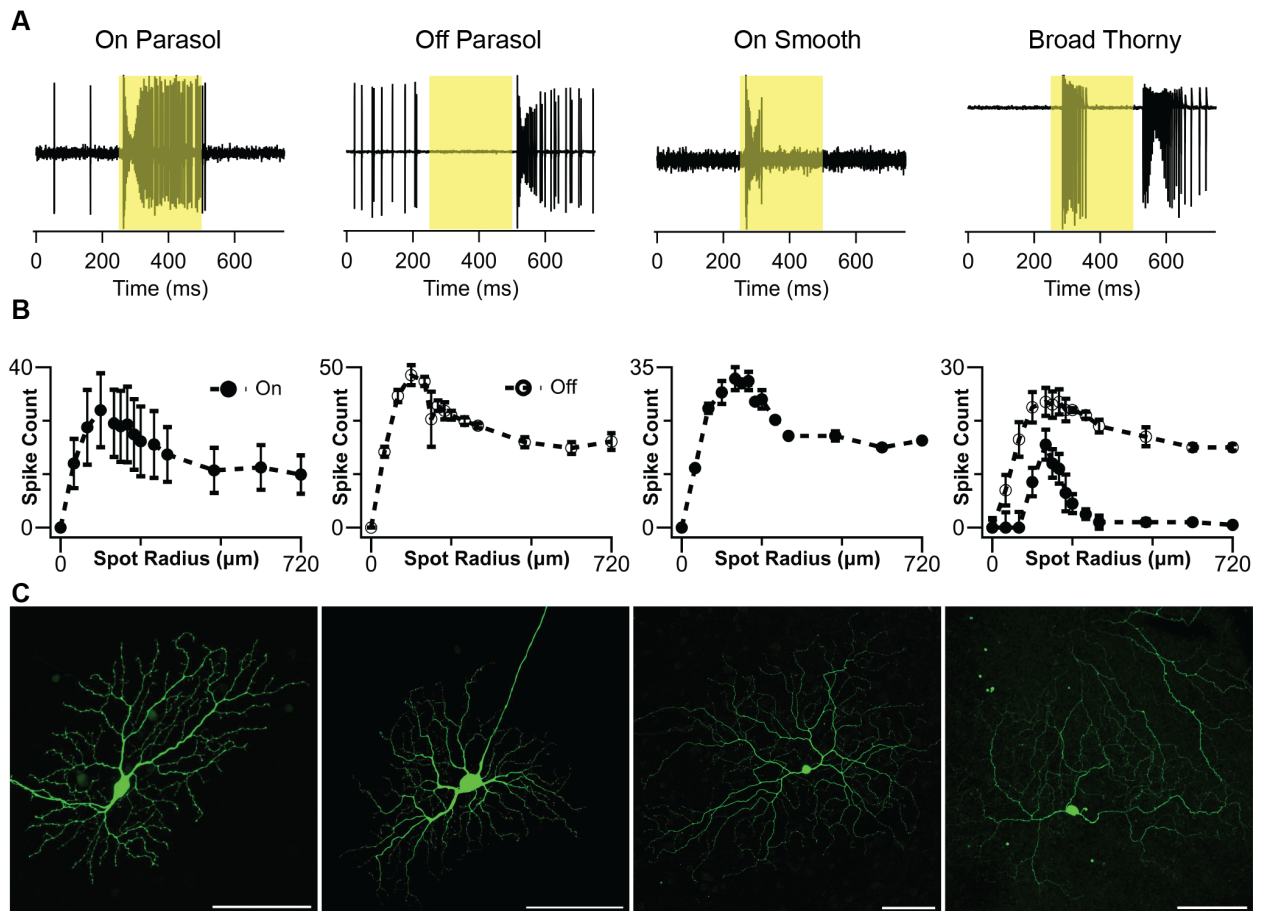 A
On Parasol Off Parasol On Smooth Broad Thorny
0 200 400 600 0 200 400 600 0 200 400 600 0 200 400 600
Time (ms) Time (ms) Time (ms) Time (ms)
B
40 50 35 30
On Off
Spike Count Spike Count Spike Count Spike Count
0 0 0 0
0 Spot Radius (µm) 720 0 Spot Radius (µm) 720 0 Spot Radius (µm) 720 0 Spot Radius (µm) 720
C